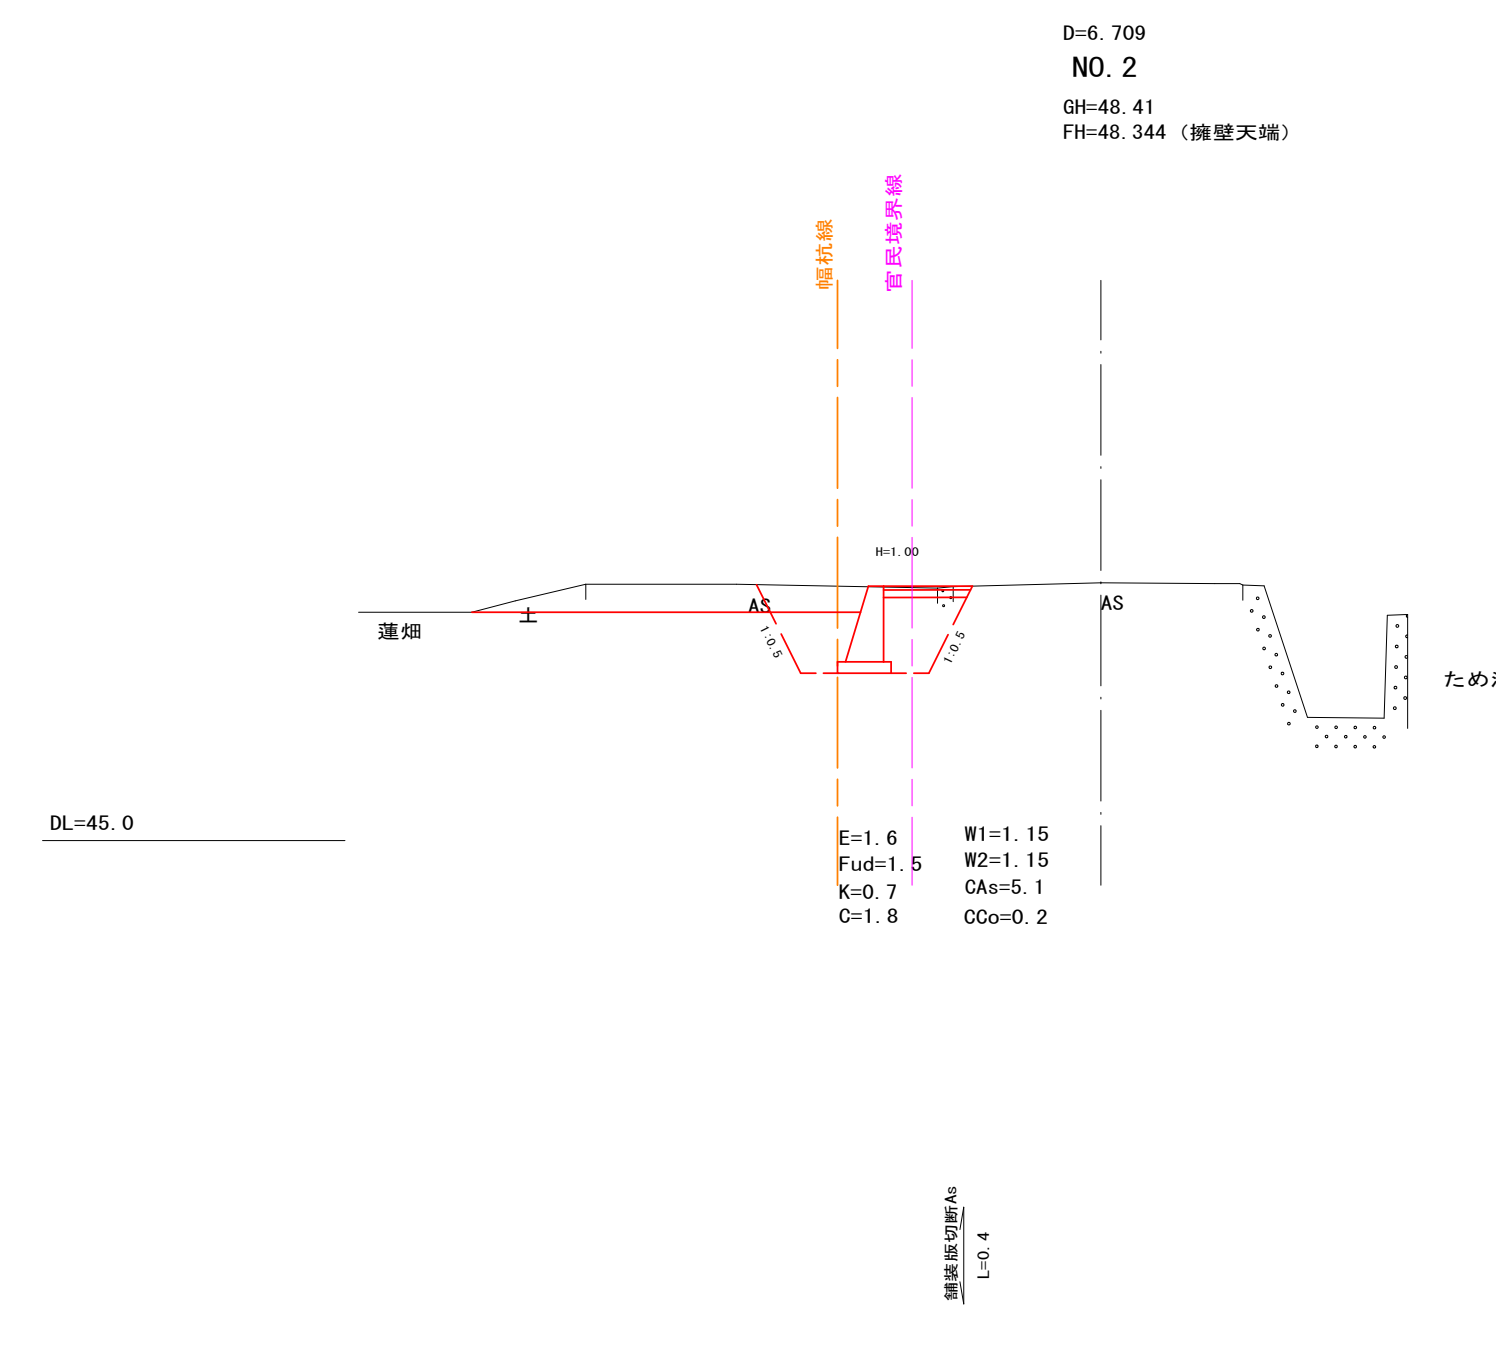 D=6.709
NO.2
GH=48.41
FH=48.344（擁壁天端）
幅杭線
官民境界線
H=1.00
AS
AS
土
蓮畑
1:0.5
1:0.5
ため
DL=45.0
E=1.6
Fud=1.5
K=0.7
C=1.8
W1=1.15
W2=1.15
CAs=5.1
CCo=0.2
舗装版切断As
L=0.4